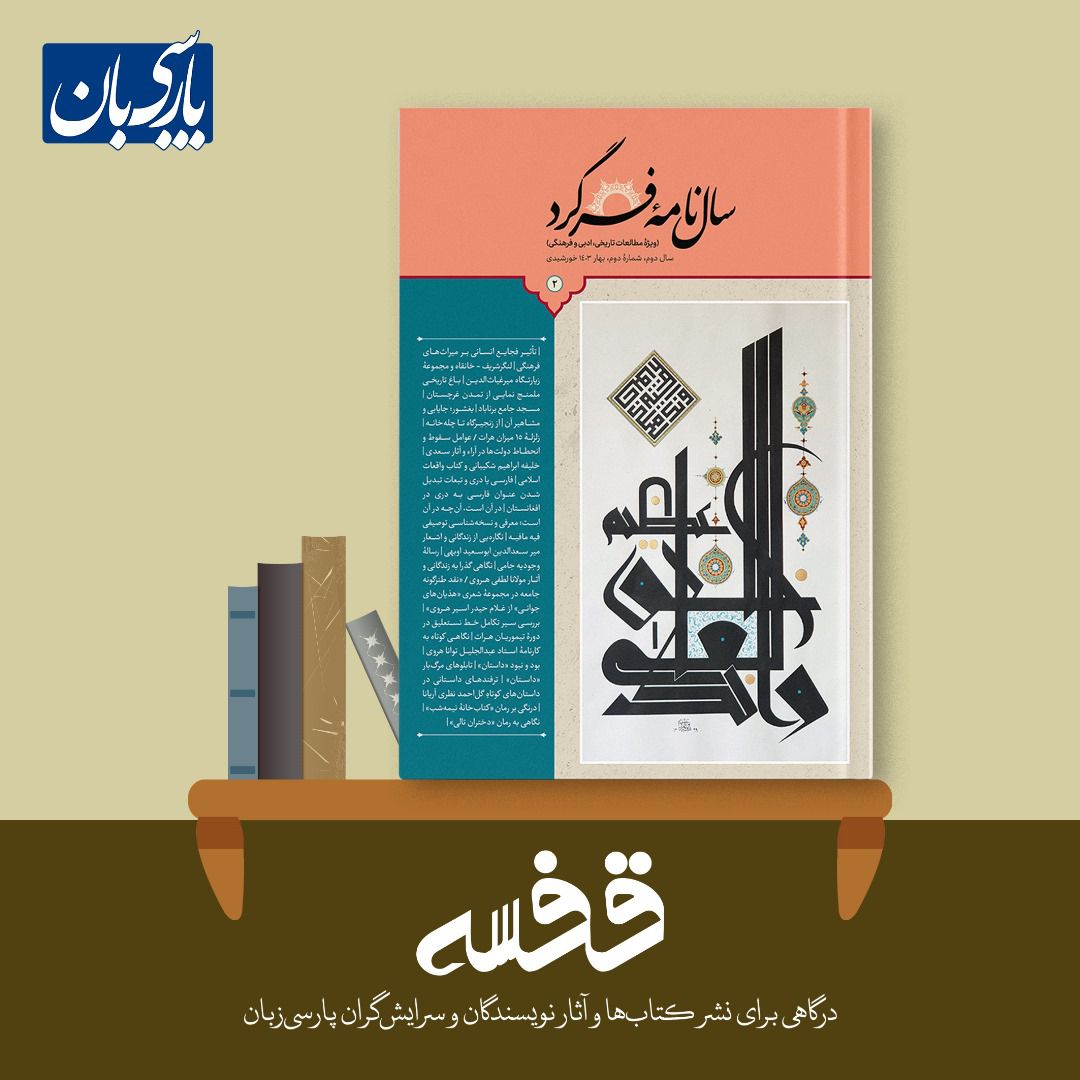 پارسی‌بان
سال‌نامهٔ فرگرد
(ویژهٔ مطالعات تاریخی، ادبی و فرهنگی)
سال دوم، شمارهٔ دوم، بهار ۱۴۰۳ خورشیدی
۲
| تأثیر فجایع انسانی بر میراث‌های
فرهنگی | لنگرشریف - خانقاه و مجموعهٔ
زیارتگاه میرغیاث‌الدین | باغ تاریخی
ملمنج نمایی از تمدن غرچستان |
مسجد جامع برناباد | بغشور؛ جایابی و
مشاهیر آن | از زنجیرگاه تا چله‌خانه |
زلزلهٔ ۱۵ میزان هرات / عوامل سقوط و
انحطاط دولت‌ها در آراء و آثار سعدی |
خلیفه ابراهیم شکیبانی و کتاب واقعات
اسلامی | فارسی یا دری و تبعات تبدیل
شدن عنوان فارسی به دری در
افغانستان | در آن است، آن‌چه در آن
است؛ معرفی و نسخه‌شناسی توصیفی
فیه مافیه | نگاره‌یی از زندگانی و اشعار
میر سعدالدین ابوسعید اوبهی | رسالهٔ
وجودیه جامی | نگاهی گذرا به زندگانی و
آثار مولانا لطفی هروی / «نقد طنزگونه
جامعه در مجموعهٔ شعری «هذیان‌های
جوانی» از غلام حیدر اسیر هروی» |
بررسی سیر تکامل خط نستعلیق در
دورهٔ تیموریان هرات | نگاهی کوتاه به
کارنامهٔ استاد عبدالجلیل توانا هروی |
بود و نبود «داستان» | تابلوهای مرگ‌بار
«داستان» | ترفندهای داستانی در
داستان‌های کوتاه گل‌احمد نظری آریانا
| درنگی بر رمان «کتاب‌خانهٔ نیمه‌شب» |
نگاهی به رمان «دختران تالی» |
وانک لعلی خلق عظیم
قفسه
درگاهی برای نشر کتاب‌ها و آثار نویسندگان و سرایش‌گران پارسی‌زبان